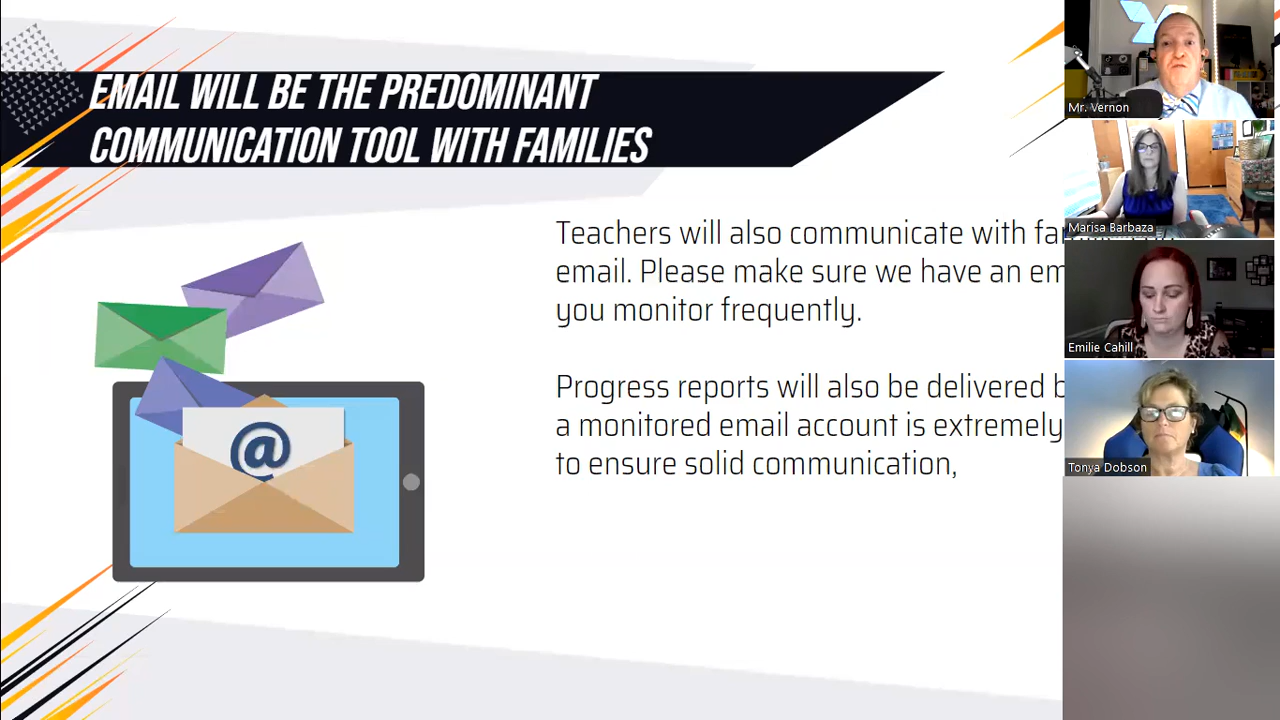 EMAIL WILL BE THE PREDOMINANT
COMMUNICATION TOOL WITH FAMILIES
Teachers will also communicate with
email. Please make sure we have an
you monitor frequently.
Progress reports will also be delivered
a monitored email account is extremely
to ensure solid communication,
@
Mr. Vernon
Marisa Barbaza
Emilie Cahill
Tonya Dobson